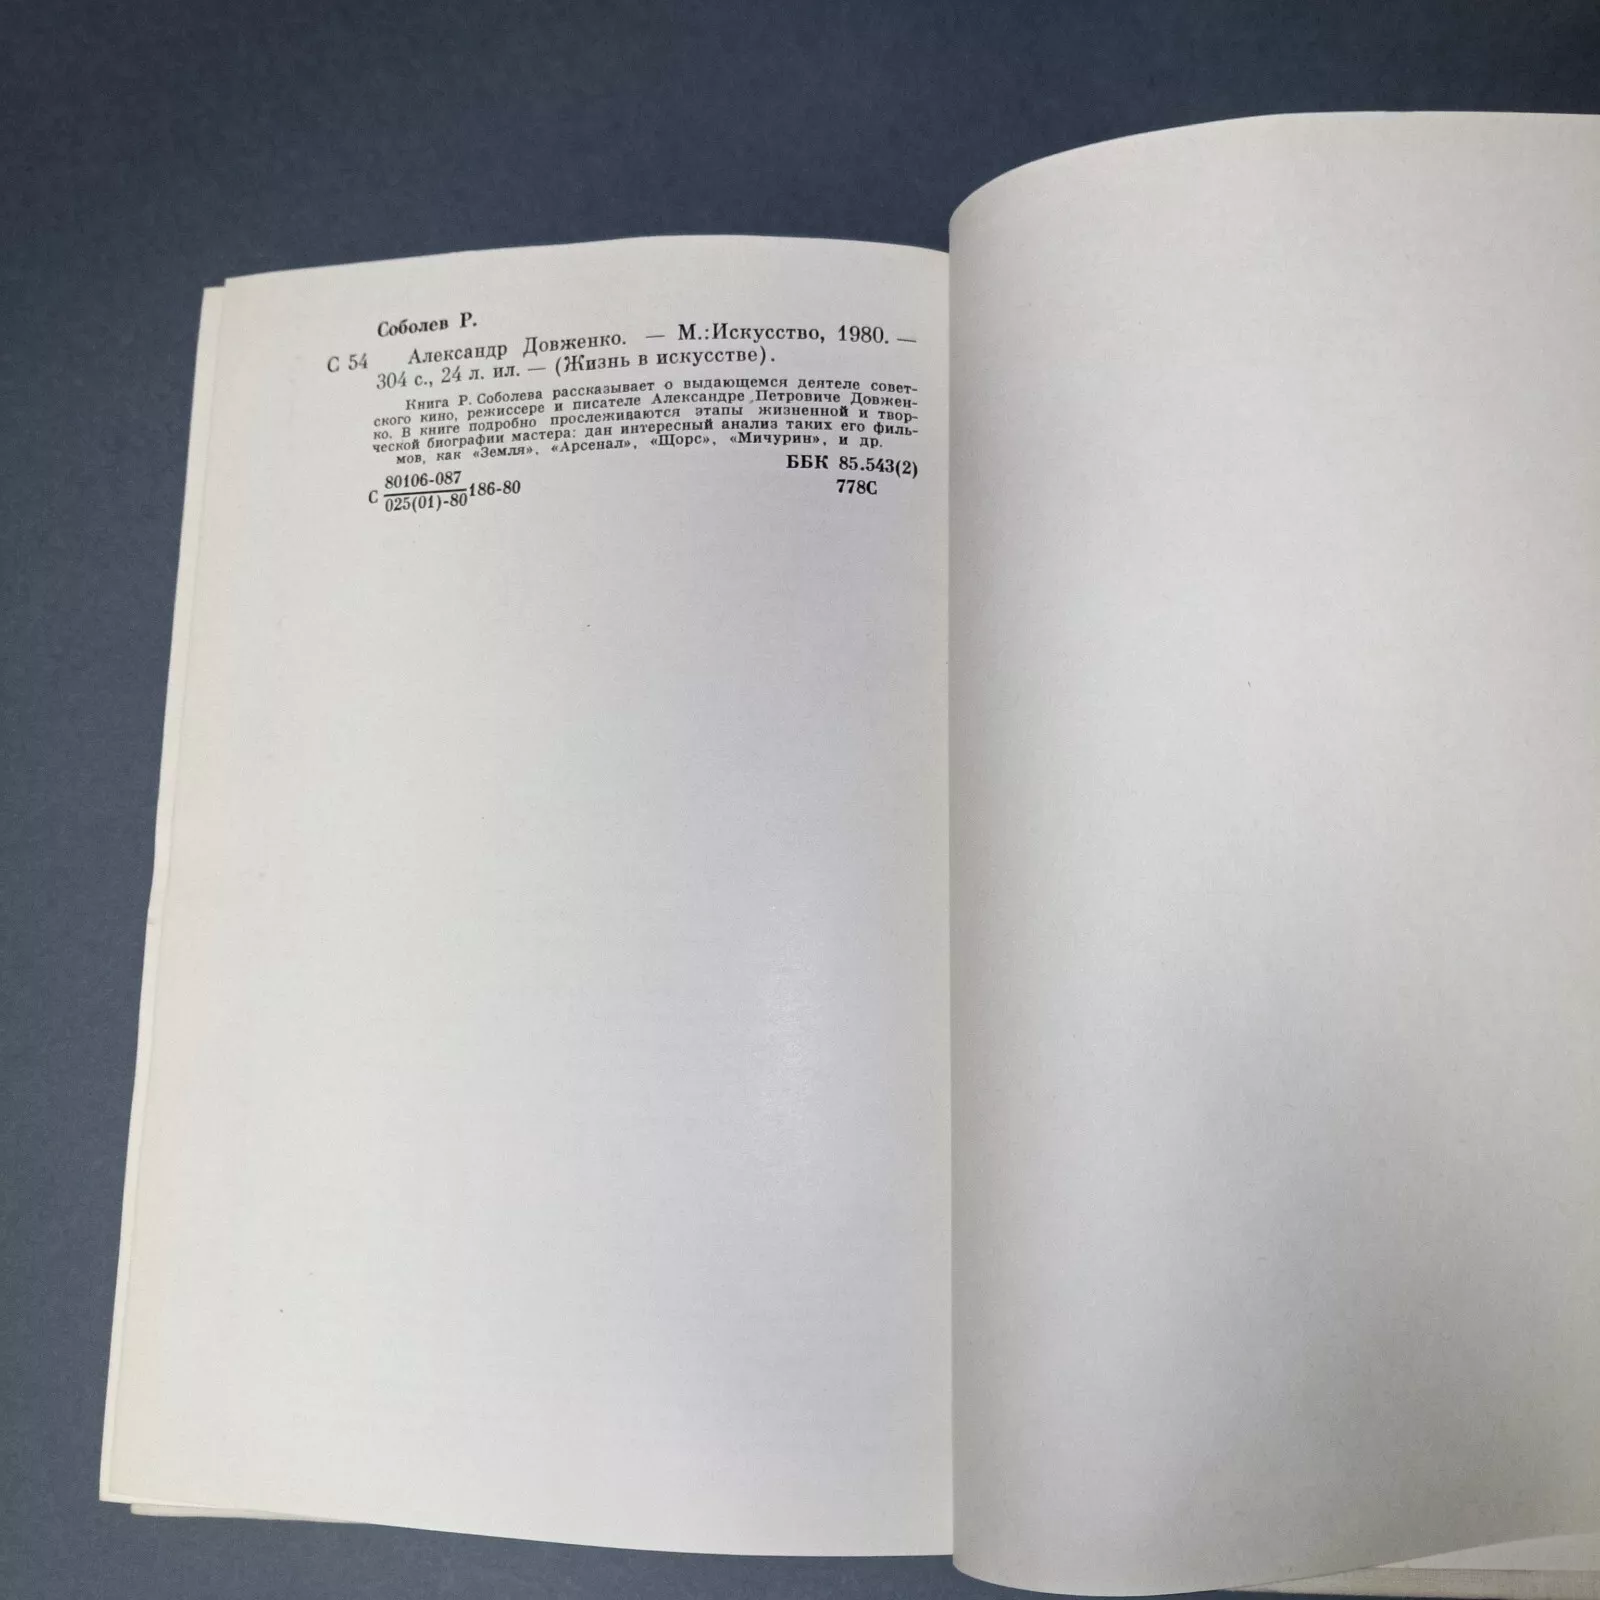 Соболев Р.
С 54 Александр Довженко. — М.:Искусство, 1980. —
304 с., 24 л. ил. — (Жизнь в искусстве).
Книга Р. Соболева рассказывает о выдающемся деятеле совет-
ского кино, режиссере и писателе Александре Петровиче Довжен-
ко. В книге подробно прослеживаются этапы жизненной и твор-
ческой биографии мастера: дан интересный анализ таких его филь-
мов, как «Земля», «Арсенал», «Щорс», «Мичурин», и др.
80106-087
С 025(01)-80 186-80
ББК 85.543(2)
778С